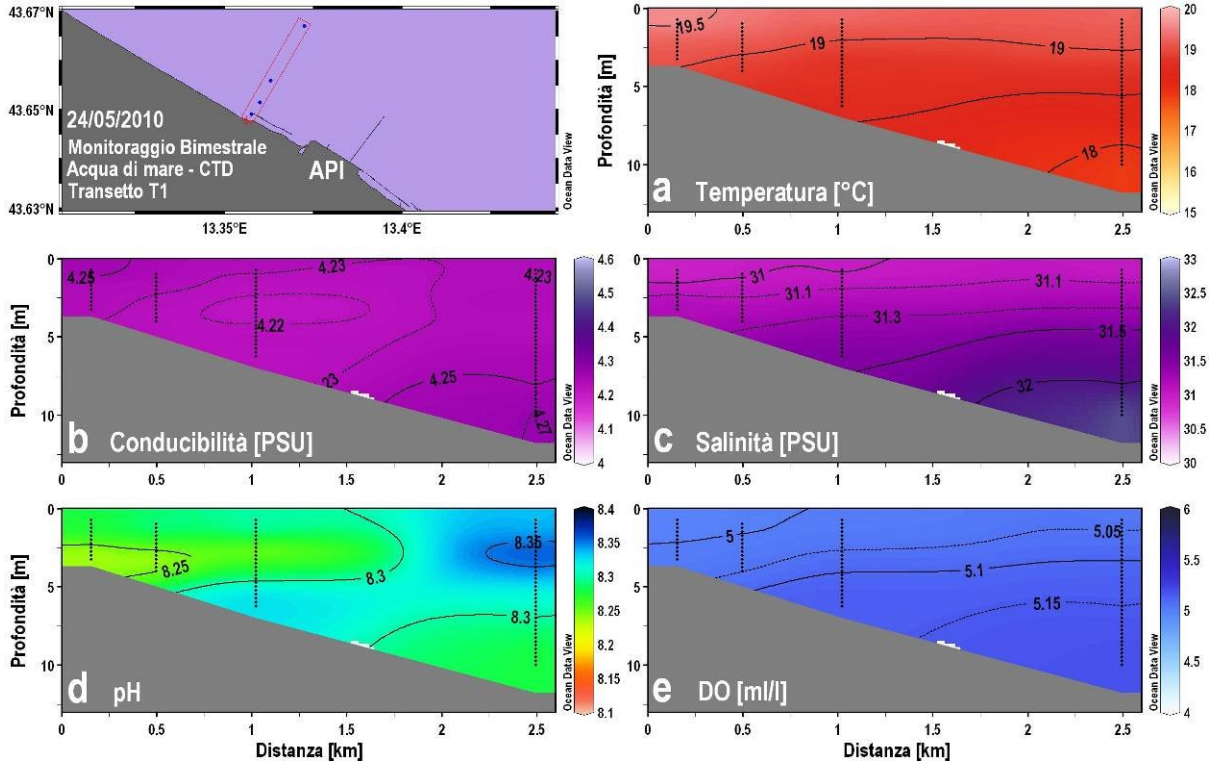 43.67°N
43.65°N
43.63°N
24/05/2010
Monitoraggio Bimestrale
Acqua di mare - CTD
Transetto T1
API
13.35°E
13.4°E
Ocean Data View
0
5
10
Profondità [m]
19.5
19
19
18
a Temperatura [°C]
Ocean Data View
20
19
18
17
16
15
0 0.5 1 1.5 2 2.5
0
5
10
Profondità [m]
4.25
4.23
4.23
4.22
23
4.25
4.27
b Conducibilità [PSU]
Ocean Data View
4.6
4.5
4.4
4.3
4.2
4.1
4
0 0.5 1 1.5 2 2.5
0
5
10
31
31.1
31.1
31.3
31.5
32
c Salinità [PSU]
Ocean Data View
33
32.5
32
31.5
31
30.5
30
0 0.5 1 1.5 2 2.5
0
5
10
Profondità [m]
8.25
8.3
8.35
8.3
d pH
Ocean Data View
8.4
8.35
8.3
8.25
8.2
8.15
8.1
0 0.5 1 1.5 2 2.5
Distanza [km]
0
5
10
5
5.05
5.1
5.15
e DO [ml/l]
Ocean Data View
6
5.5
5
4.5
4
0 0.5 1 1.5 2 2.5
Distanza [km]